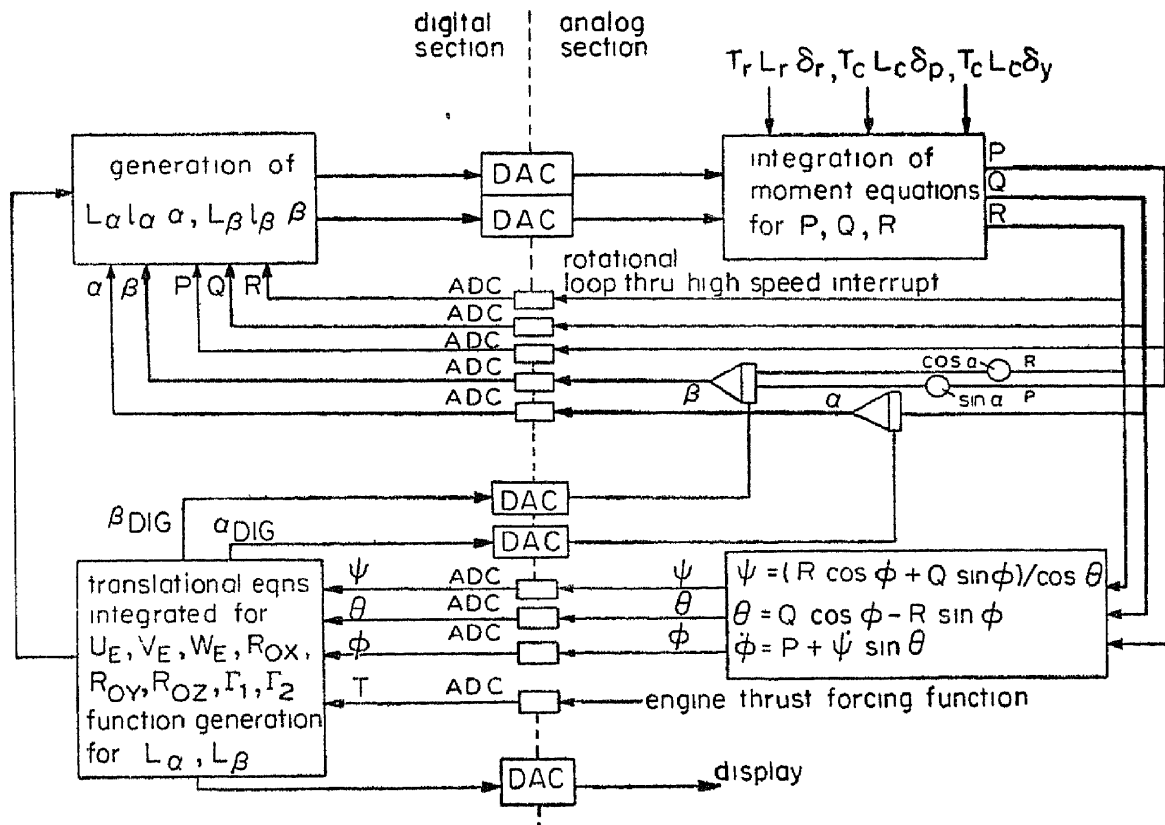 digital section
analog section
T_r L_r δ_r, T_c L_c δ_p, T_c L_c δ_y
generation of
L_α l_α α, L_β l_β β
DAC
DAC
integration of
moment equations
for P, Q, R
P
Q
R
α β P Q R
rotational
loop thru high speed interrupt
ADC
ADC
ADC
ADC
ADC
cos α R
sin α P
β
α
β_DIG
α_DIG
DAC
DAC
translational eqns
integrated for
U_E, V_E, W_E, R_OX,
R_OY, R_OZ, Γ_1, Γ_2
function generation
for L_α, L_β
ψ ADC ψ
θ ADC θ
ϕ ADC ϕ
T ADC
ψ = (R cos ϕ + Q sin ϕ)/cos θ
θ = Q cos ϕ – R sin ϕ
ϕ̇ = P + ψ̇ sin θ
engine thrust forcing function
DAC
display